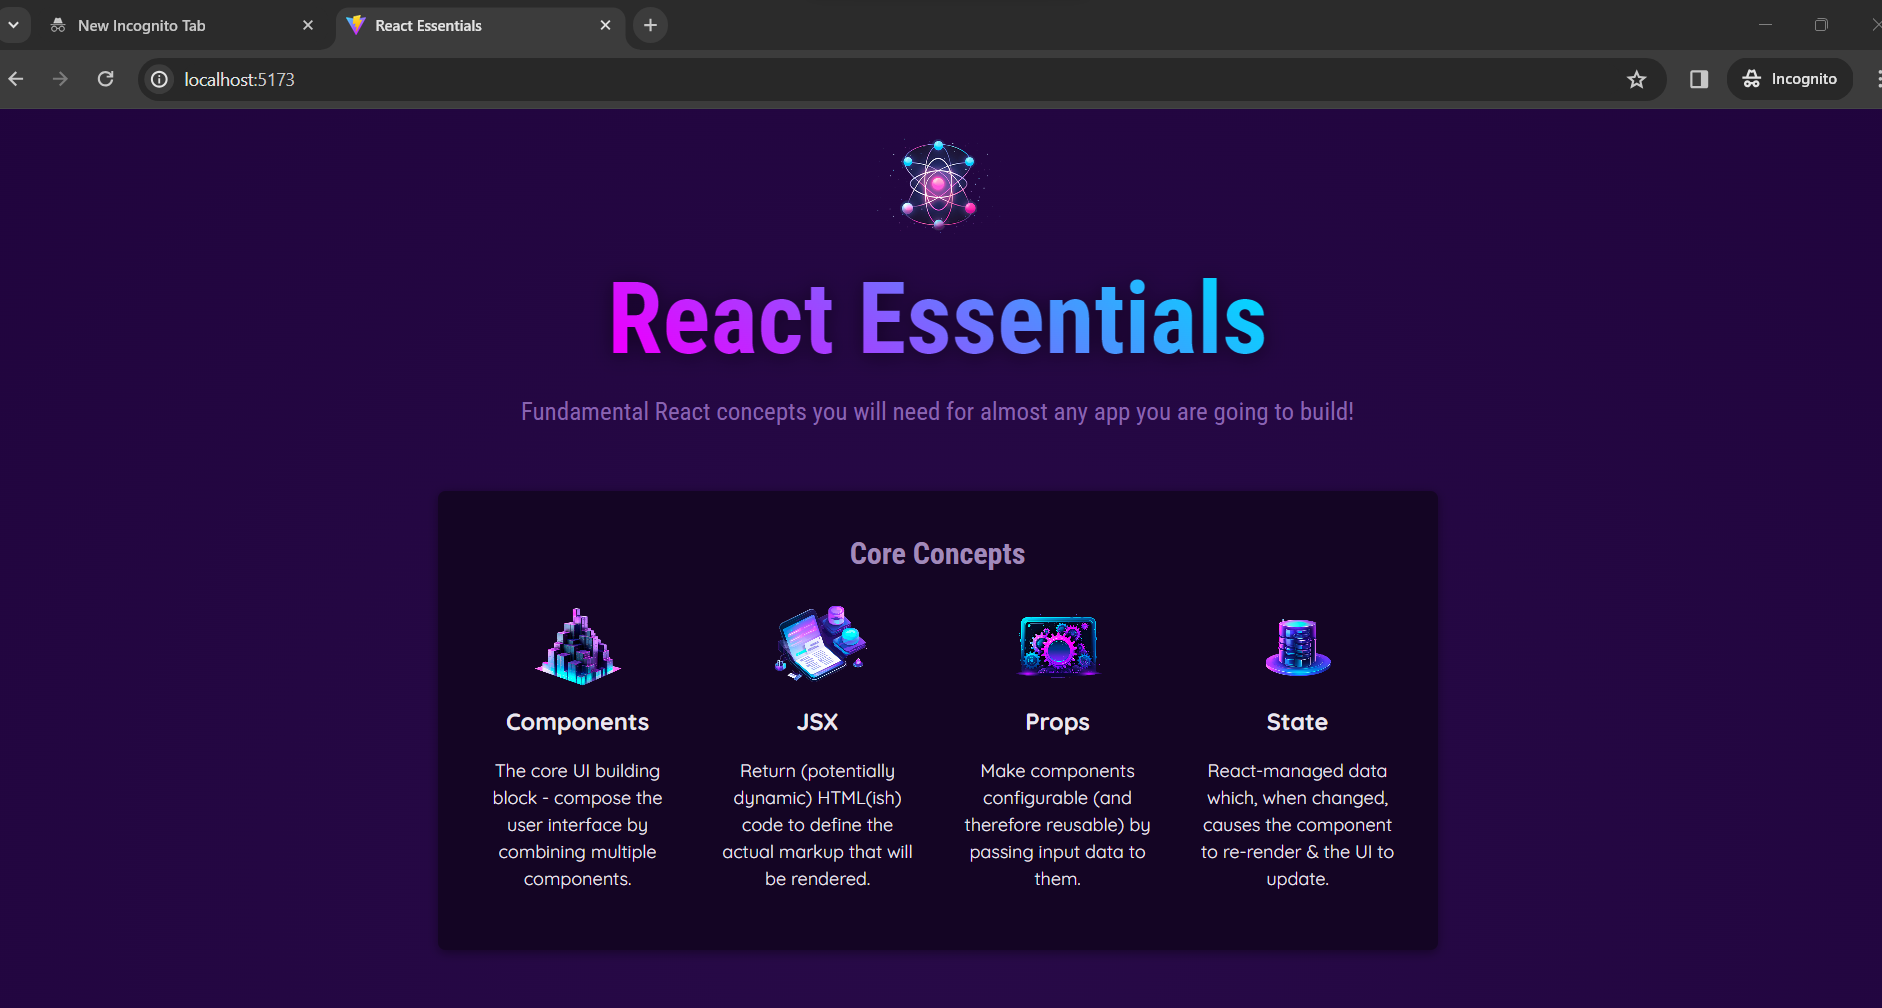 New Incognito Tab
React Essentials
localhost:5173
Incognito
React Essentials
Fundamental React concepts you will need for almost any app you are going to build!
Core Concepts
Components
The core UI building
block - compose the
user interface by
combining multiple
components.
JSX
Return (potentially
dynamic) HTML(ish)
code to define the
actual markup that will
be rendered.
Props
Make components
configurable (and
therefore reusable) by
passing input data to
them.
State
React-managed data
which, when changed,
causes the component
to re-render & the UI to
update.